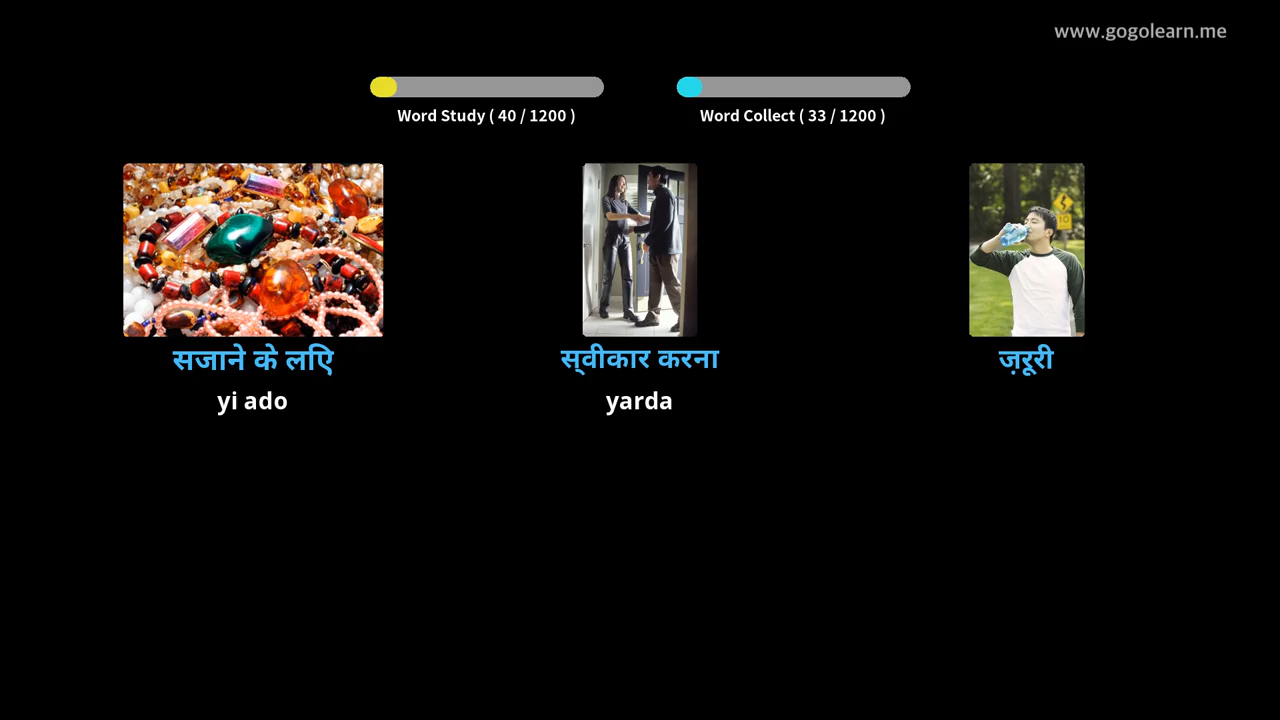 www.gogolearn.me
Word Study ( 40 / 1200 )
Word Collect ( 33 / 1200 )
सजाने के लिए
yi ado
स्वीकार करना
yarda
ज़रूरी